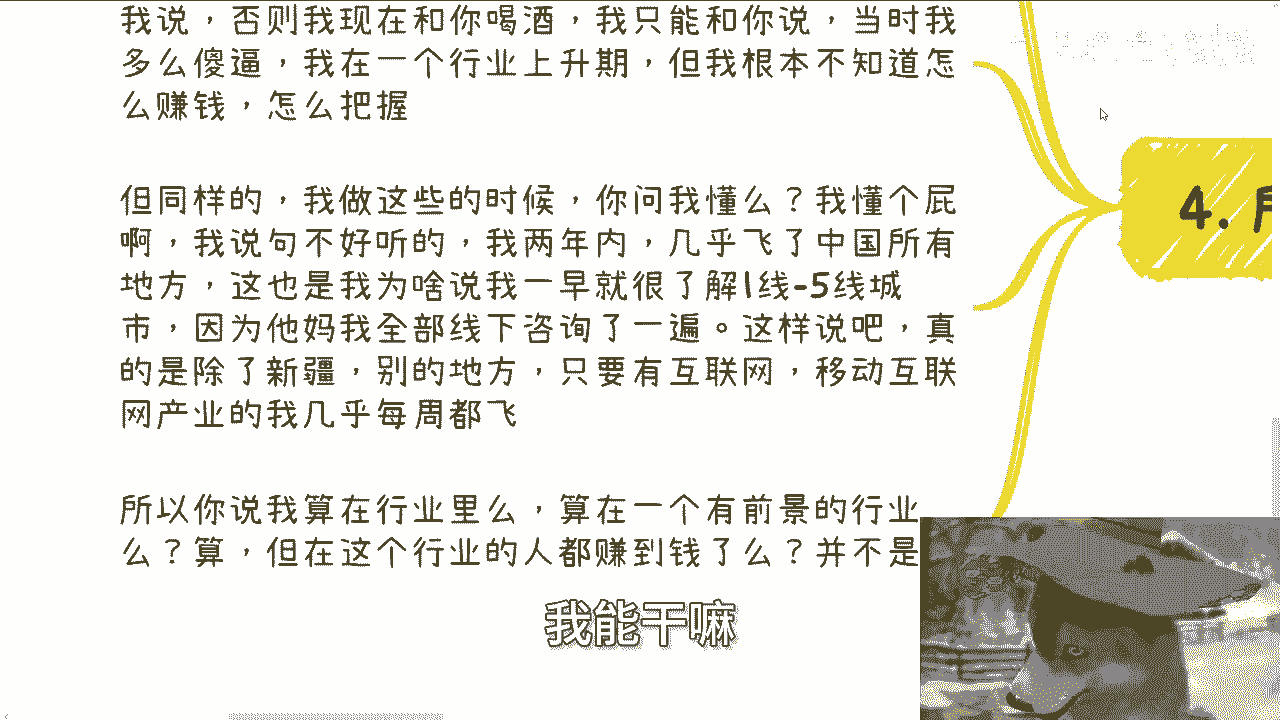 我说，否则我现在和你喝酒，我只能和你说，当时我
多么傻逼，我在一个行业上升期，但我根本不知道怎
么赚钱，怎么把握
但同样的，我做这些的时候，你问我懂么？我懂个屁
啊，我说句不好听的，我两年内，几乎飞了中国所有
地方，这也是我为啥说我一早就很了解1线-5线城
市，因为他妈我全部线下咨询了一遍。这样说吧，真
的是除了新疆，别的地方，只要有互联网，移动互联
网产业的我几乎每周都飞
所以你说我算在行业里么，算在一个有前景的行业
么？算，但在这个行业的人都赚到钱了么？并不是
4.
我能干嘛